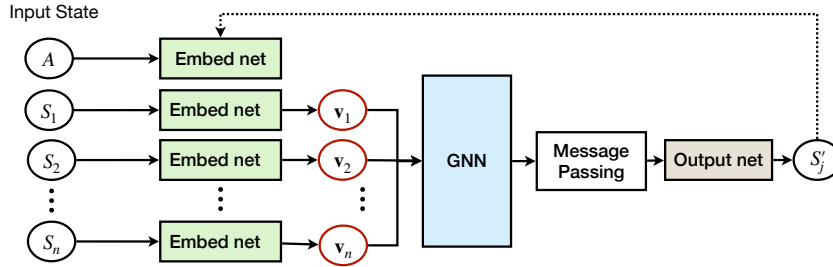 Input State
A
Embed net
S₁
Embed net
v₁
S₂
Embed net
v₂
GNN
Message
Passing
Output net
S′ⱼ
Sₙ
Embed net
vₙ